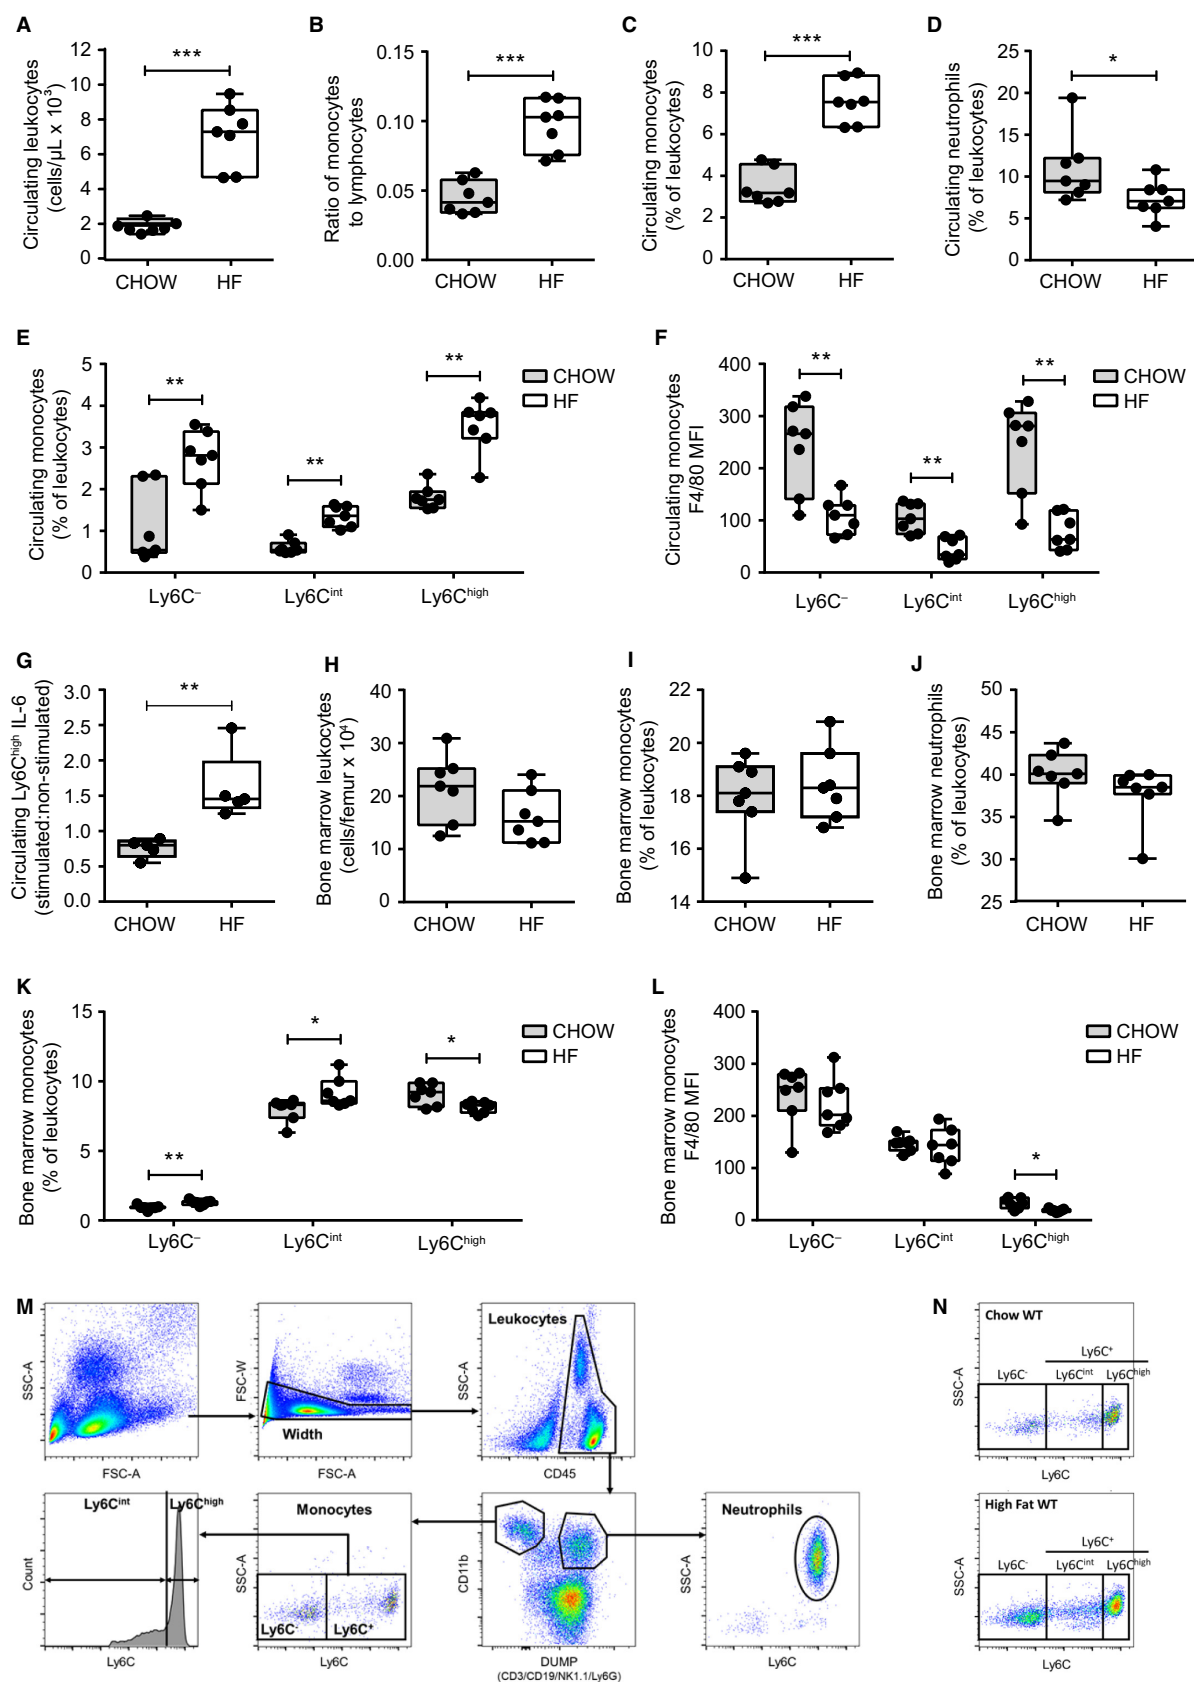 A
Circulating leukocytes
(cells/µL x 10³)
12
10
8
6
4
2
0
***
CHOW
HF
B
Ratio of monocytes
to lymphocytes
0.15
0.10
0.05
0.00
***
CHOW
HF
C
Circulating monocytes
(% of leukocytes)
10
8
6
4
2
0
***
CHOW
HF
D
Circulating neutrophils
(% of leukocytes)
25
20
15
10
5
0
*
CHOW
HF
E
Circulating monocytes
(% of leukocytes)
5
4
3
2
1
0
**
**
**
CHOW
HF
Ly6C⁻
Ly6Cint
Ly6Chigh
F
Circulating monocytes
F4/80 MFI
400
300
200
100
0
**
**
**
CHOW
HF
Ly6C⁻
Ly6Cint
Ly6Chigh
G
Circulating Ly6Chigh IL-6
(stimulated:non-stimulated)
3.0
2.5
2.0
1.5
1.0
0.5
0.0
**
CHOW
HF
H
Bone marrow leukocytes
(cells/femur x 10⁴)
40
30
20
10
0
CHOW
HF
I
Bone marrow monocytes
(% of leukocytes)
22
20
18
16
14
CHOW
HF
J
Bone marrow neutrophils
(% of leukocytes)
50
45
40
35
30
25
CHOW
HF
K
Bone marrow monocytes
(% of leukocytes)
15
10
5
0
**
*
*
CHOW
HF
Ly6C⁻
Ly6Cint
Ly6Chigh
L
Bone marrow monocytes
F4/80 MFI
400
300
200
100
0
*
CHOW
HF
Ly6C⁻
Ly6Cint
Ly6Chigh
M
SSC-A
FSC-A
FSC-W
Width
FSC-A
Leukocytes
SSC-A
CD45
Ly6Cint
Ly6Chigh
Count
Ly6C
Monocytes
SSC-A
Ly6C⁻
Ly6C⁺
Ly6C
CD11b
DUMP
(CD3/CD19/NK1.1/Ly6G)
Neutrophils
SSC-A
Ly6C
N
Chow WT
Ly6C⁺
Ly6C⁻
Ly6Cint
Ly6Chigh
SSC-A
Ly6C
High Fat WT
Ly6C⁺
Ly6C⁻
Ly6Cint
Ly6Chigh
SSC-A
Ly6C